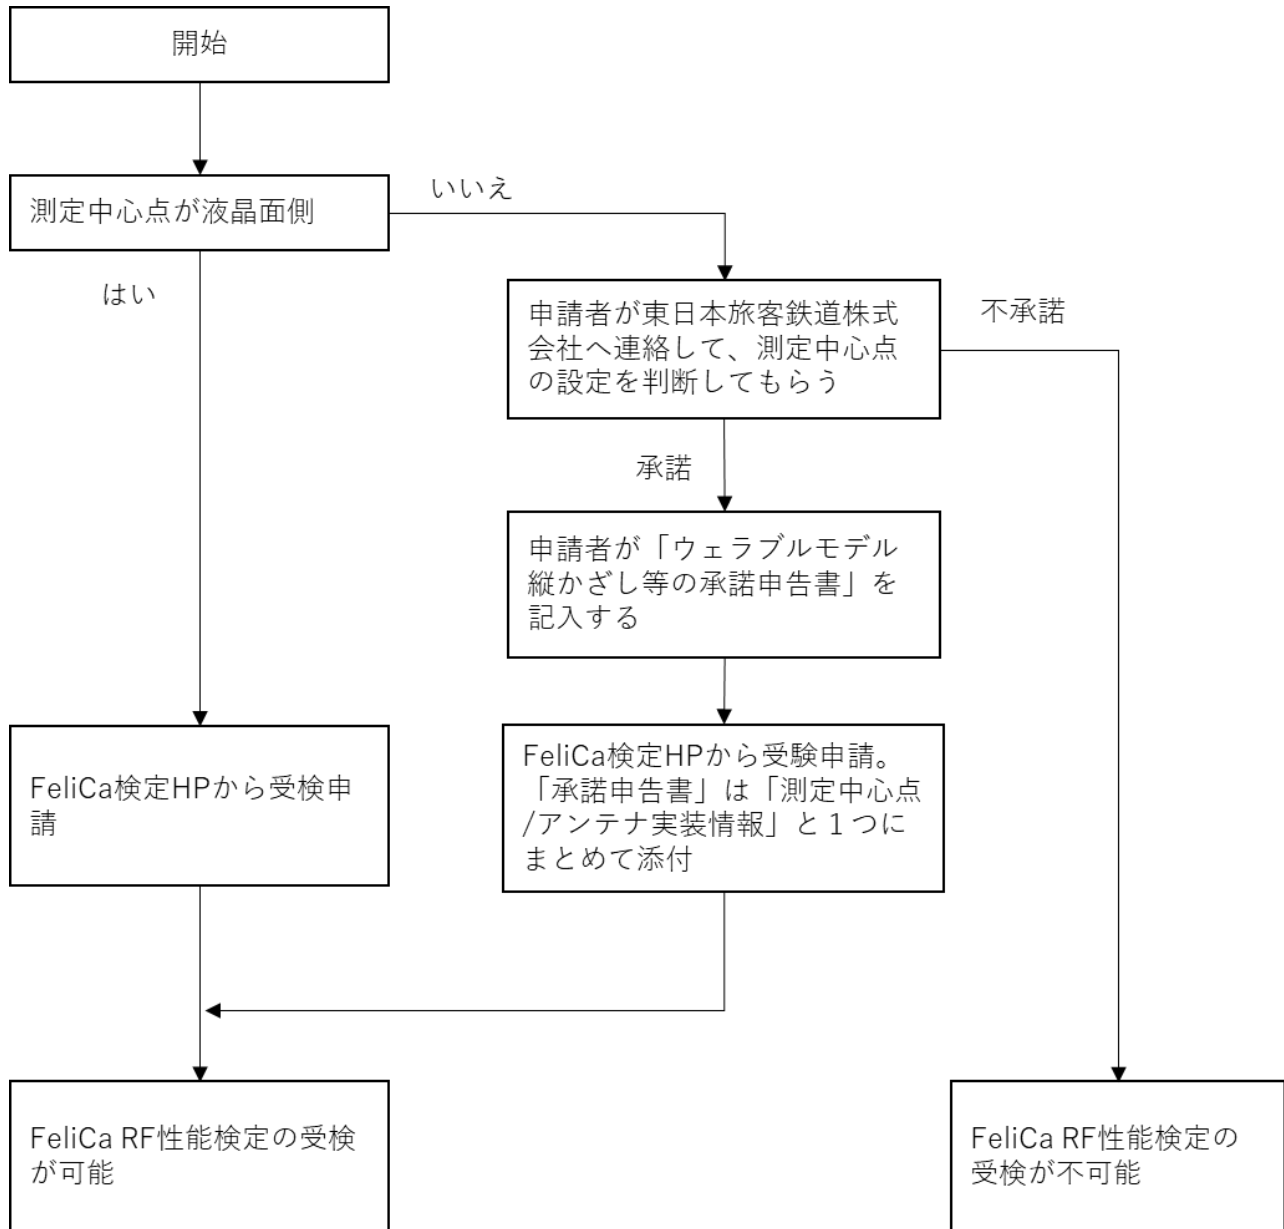 開始
測定中心点が液晶面側
いいえ
はい
申請者が東日本旅客鉄道株式
会社へ連絡して、測定中心点
の設定を判断してもらう
不承諾
承諾
申請者が「ウェラブルモデル
縦かざし等の承諾申告書」を
記入する
FeliCa検定HPから受検申
請
FeliCa検定HPから受験申請。
「承諾申告書」は「測定中心点
/アンテナ実装情報」と１つに
まとめて添付
FeliCa RF性能検定の受検
が可能
FeliCa RF性能検定の
受検が不可能